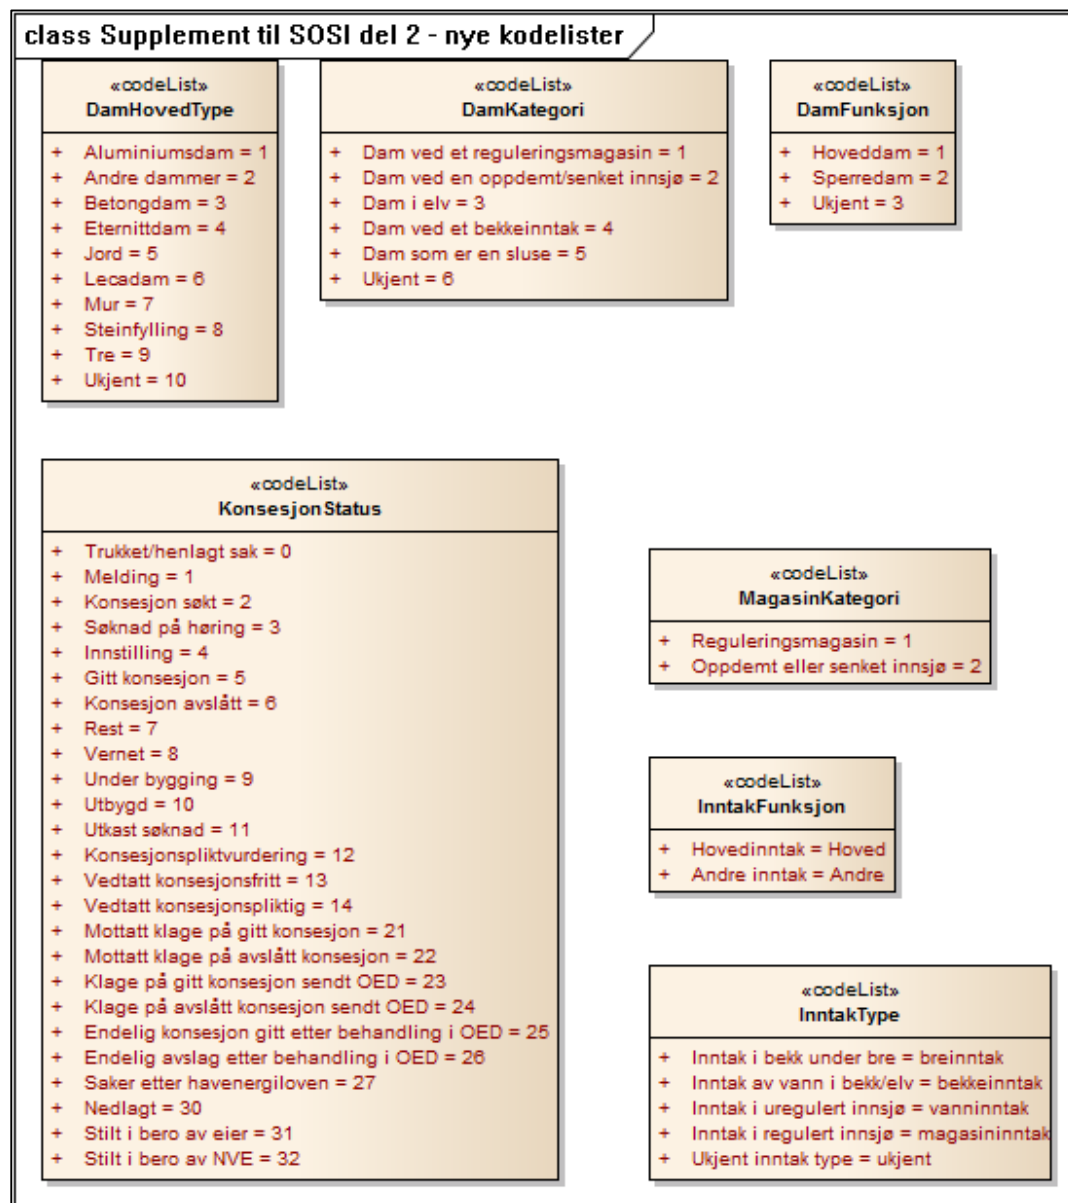 class Supplement til SOSI del 2 - nye kodelister
«codeList»
DamHovedType
+ Aluminiumsdam = 1
+ Andre dammer = 2
+ Betongdam = 3
+ Eternittdam = 4
+ Jord = 5
+ Lecadam = 6
+ Mur = 7
+ Steinfylling = 8
+ Tre = 9
+ Ukjent = 10
«codeList»
DamKategori
+ Dam ved et reguleringsmagasin = 1
+ Dam ved en oppdemt/senket innsjø = 2
+ Dam i elv = 3
+ Dam ved et bekkeinntak = 4
+ Dam som er en sluse = 5
+ Ukjent = 6
«codeList»
DamFunksjon
+ Hoveddam = 1
+ Sperredam = 2
+ Ukjent = 3
«codeList»
KonsesjonStatus
+ Trukket/henlagt sak = 0
+ Melding = 1
+ Konsesjon søkt = 2
+ Søknad på høring = 3
+ Innstilling = 4
+ Gitt konsesjon = 5
+ Konsesjon avslått = 6
+ Rest = 7
+ Vernet = 8
+ Under bygging = 9
+ Utbygd = 10
+ Utkast søknad = 11
+ Konsesjonspliktvurdering = 12
+ Vedtatt konsesjonsfritt = 13
+ Vedtatt konsesjonspliktig = 14
+ Mottatt klage på gitt konsesjon = 21
+ Mottatt klage på avslått konsesjon = 22
+ Klage på gitt konsesjon sendt OED = 23
+ Klage på avslått konsesjon sendt OED = 24
+ Endelig konsesjon gitt etter behandling i OED = 25
+ Endelig avslag etter behandling i OED = 26
+ Saker etter havenergiloven = 27
+ Nedlagt = 30
+ Stilt i bero av eier = 31
+ Stilt i bero av NVE = 32
«codeList»
MagasinKategori
+ Reguleringsmagasin = 1
+ Oppdemt eller senket innsjø = 2
«codeList»
InntakFunksjon
+ Hovedinntak = Hoved
+ Andre inntak = Andre
«codeList»
InntakType
+ Inntak i bekk under bre = breinntak
+ Inntak av vann i bekk/elv = bekkeinntak
+ Inntak i uregulert innsjø = vanninntak
+ Inntak i regulert innsjø = magasininntak
+ Ukjent inntak type = ukjent